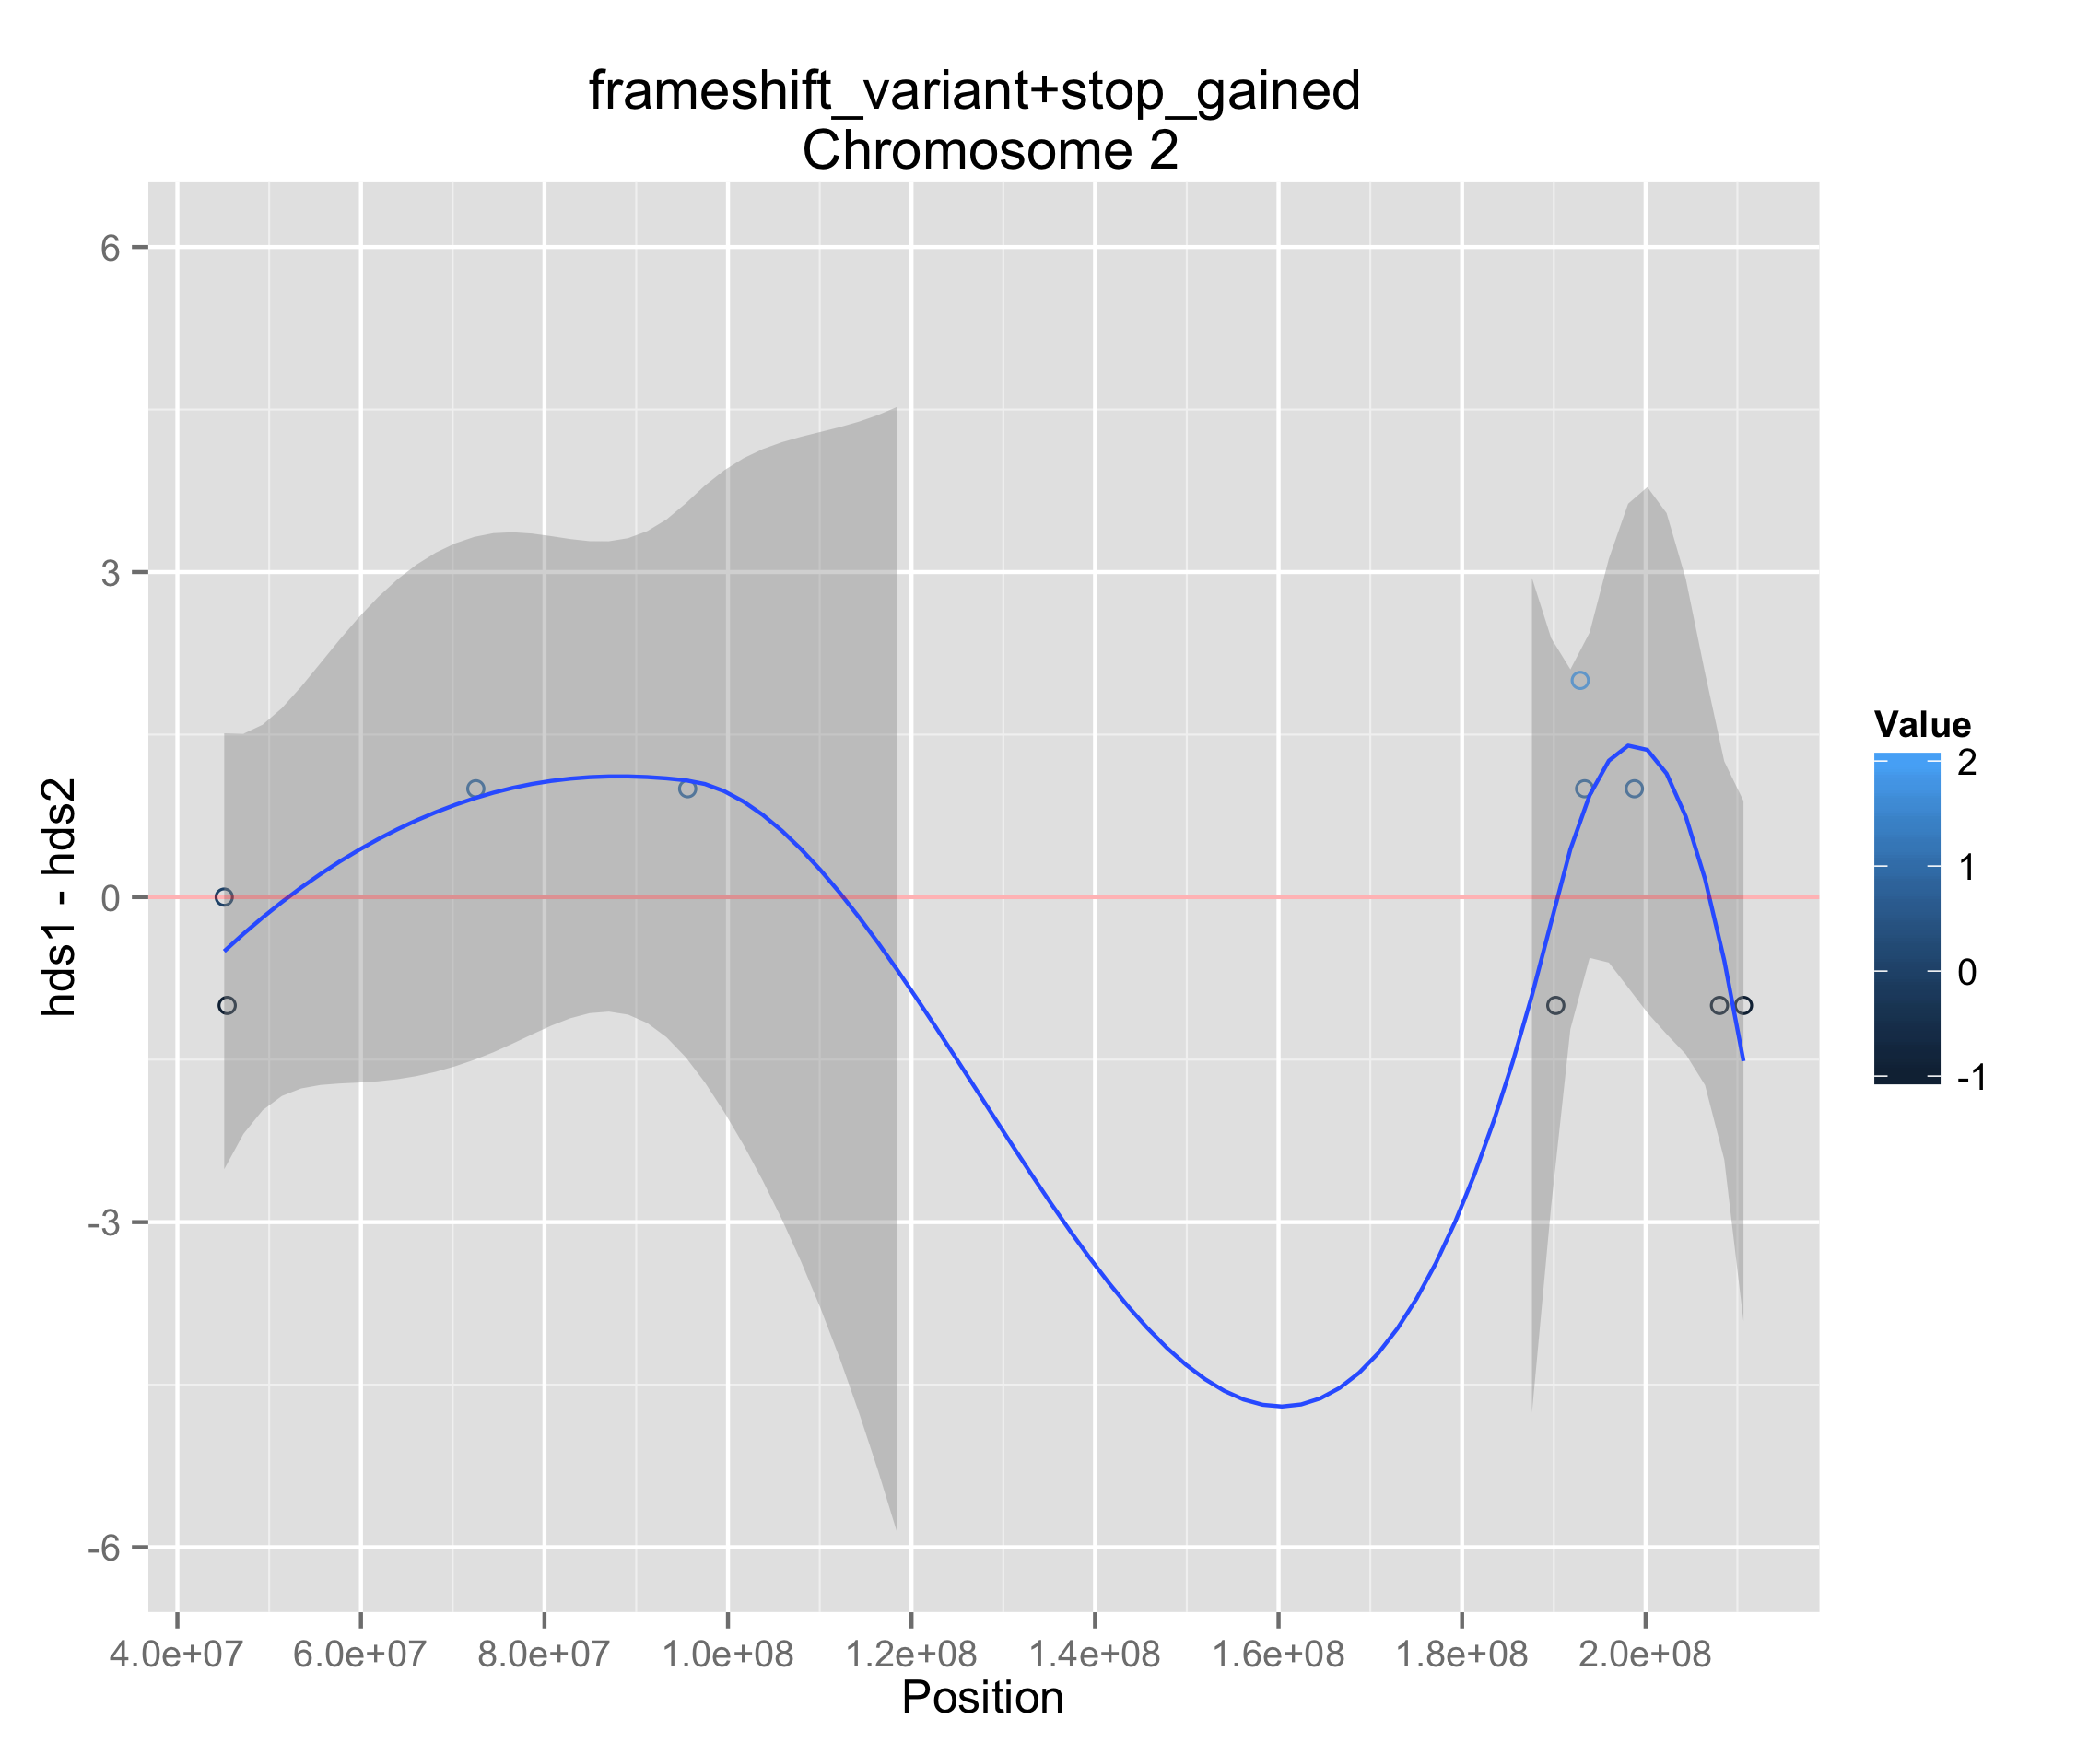 frameshift_variant+stop_gained
Chromosome 2
6
3
0
-3
-6
hds1 - hds2
4.0e+07 6.0e+07 8.0e+07 1.0e+08 1.2e+08 1.4e+08 1.6e+08 1.8e+08 2.0e+08
Position
Value
2
1
0
-1